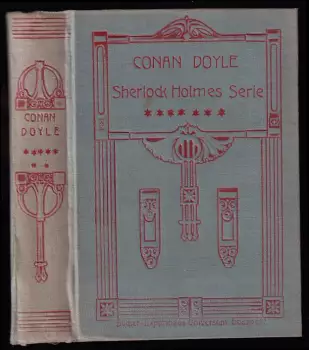 CONAN
DOYLE
CONAN DOYLE
Sherlock Holmes Serie